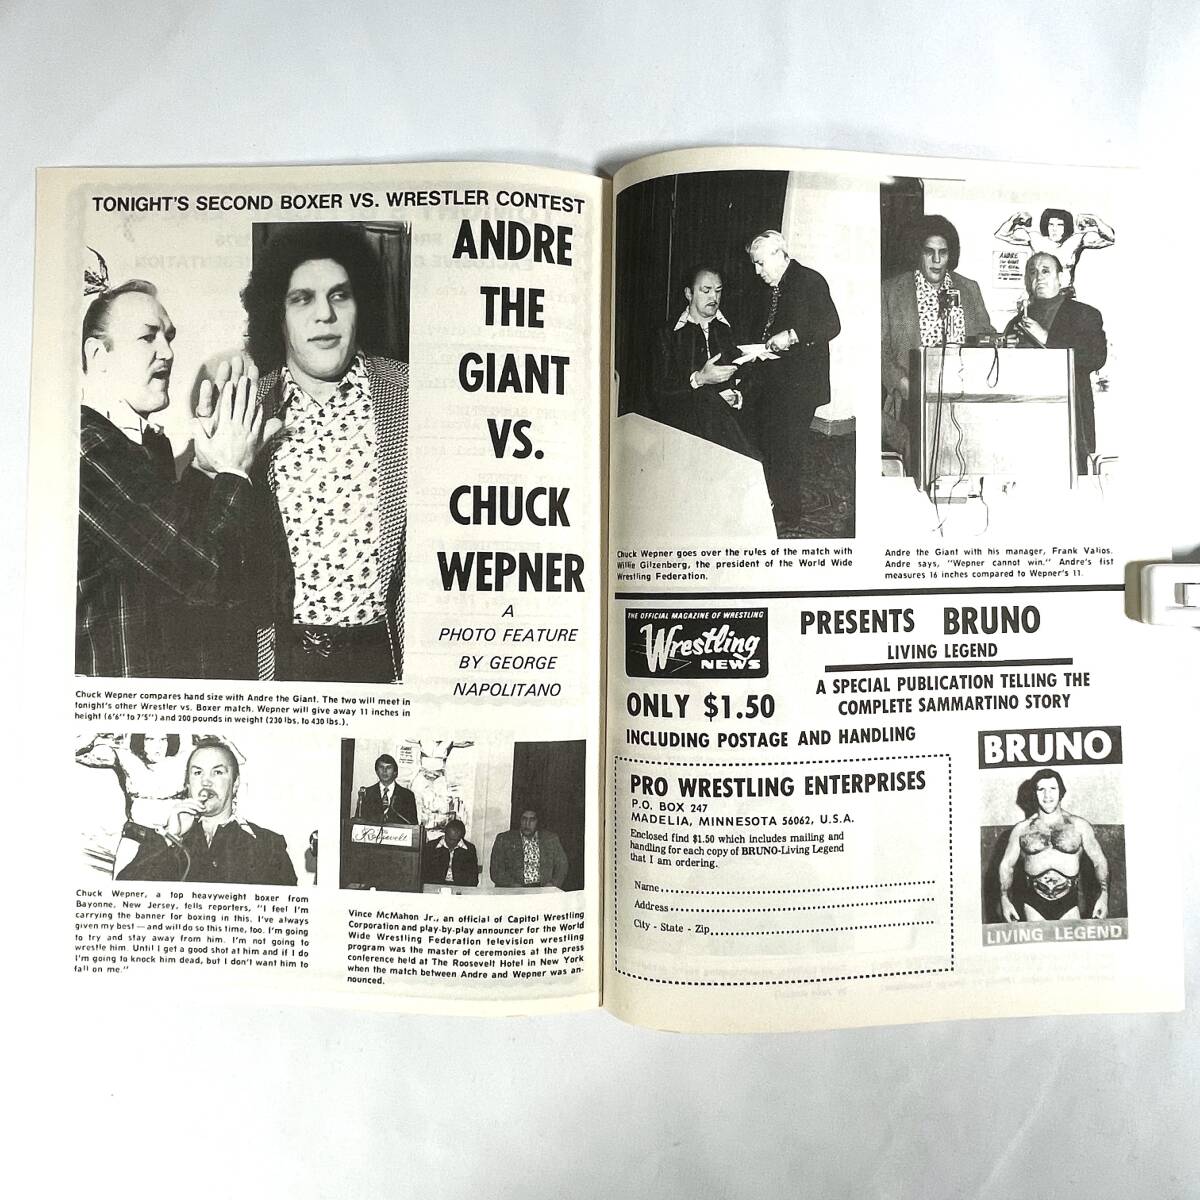 TONIGHT'S SECOND BOXER VS. WRESTLER CONTEST
ANDRE
THE
GIANT
VS.
CHUCK
WEPNER
A
PHOTO FEATURE
BY GEORGE
NAPOLITANO
Chuck Wepner compares hand size with Andre the Giant. The two will meet in
tonight's other Wrestler vs. Boxer match. Wepner will give away 11 inches in
height (6'6" to 7'5") and 200 pounds in weight (230 lbs. to 430 lbs.).
Chuck Wepner, a top heavyweight boxer from
Bayonne, New Jersey, tells reporters, "I feel I'm
carrying the banner for boxing in this. I've always
given my best — and will do so this time, too. I'm going
to try and stay away from him. I'm not going to
wrestle him. Until I get a good shot at him and if I do
I'm going to knock him dead, but I don't want him to
fall on me."
Roosevelt
Vince McMahon Jr., an official of Capitol Wrestling
Corporation and play-by-play announcer for the World
Wide Wrestling Federation television wrestling
program was the master of ceremonies at the press
conference held at The Roosevelt Hotel in New York
when the match between Andre and Wepner was an-
nounced.
Chuck Wepner goes over the rules of the match with
Willie Gilzenberg, the president of the World Wide
Wrestling Federation.
ANDRE
THE GIANT
Andre the Giant with his manager, Frank Valios.
Andre says, "Wepner cannot win." Andre's fist
measures 16 inches compared to Wepner's 11.
THE OFFICIAL MAGAZINE OF WRESTLING
Wrestling
NEWS
PRESENTS BRUNO
LIVING LEGEND
A SPECIAL PUBLICATION TELLING THE
COMPLETE SAMMARTINO STORY
ONLY $1.50
INCLUDING POSTAGE AND HANDLING
PRO WRESTLING ENTERPRISES
P.O. BOX 247
MADELIA, MINNESOTA 56062, U.S.A.
Enclosed find $1.50 which includes mailing and
handling for each copy of BRUNO-Living Legend
that I am ordering.
Name
Address
City - State - Zip
BRUNO
LIVING LEGEND